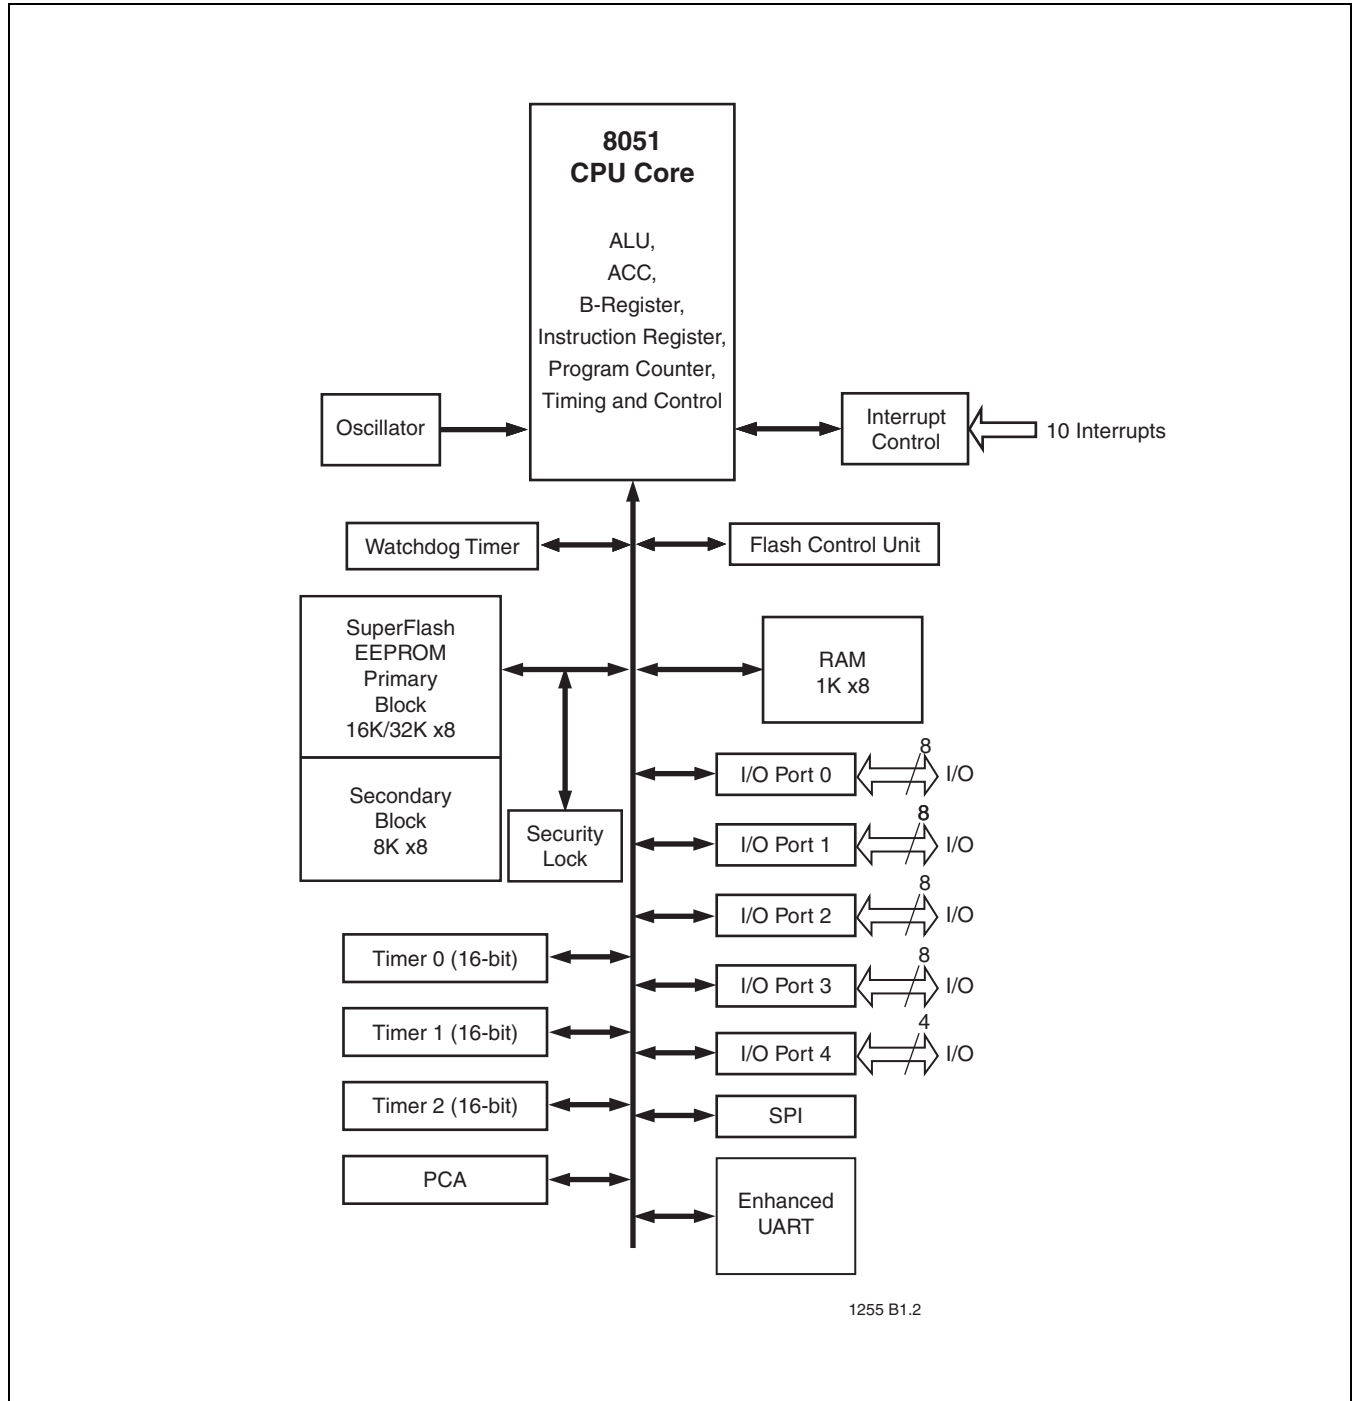 8051
CPU Core
ALU,
ACC,
B-Register,
Instruction Register,
Program Counter,
Timing and Control
Oscillator
Interrupt
Control
10 Interrupts
Watchdog Timer
Flash Control Unit
SuperFlash
EEPROM
Primary
Block
16K/32K x8
RAM
1K x8
Secondary
Block
8K x8
Security
Lock
I/O Port 0
8
I/O
I/O Port 1
8
I/O
I/O Port 2
8
I/O
Timer 0 (16-bit)
I/O Port 3
8
I/O
Timer 1 (16-bit)
I/O Port 4
4
I/O
Timer 2 (16-bit)
SPI
PCA
Enhanced
UART
1255 B1.2